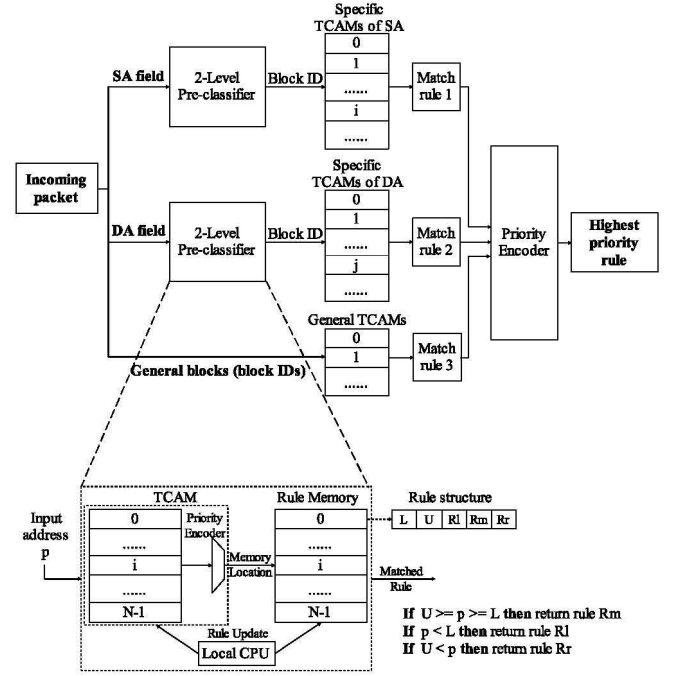 Specific
TCAMs of SA
0
1
......
i
......
SA field
2-Level
Pre-classifier
Block ID
Match
rule 1
Incoming
packet
Specific
TCAMs of DA
0
1
......
j
......
DA field
2-Level
Pre-classifier
Block ID
Match
rule 2
Priority
Encoder
Highest
priority
rule
General TCAMs
0
1
......
General blocks (block IDs)
Match
rule 3
Input
address
p
TCAM
0
......
i
......
N-1
Priority
Encoder
Memory
Location
Rule Memory
0
......
i
......
N-1
Rule structure
L U Rl Rm Rr
Matched
Rule
Rule Update
Local CPU
If U >= p >= L then return rule Rm
If p < L then return rule Rl
If U < p then return rule Rr